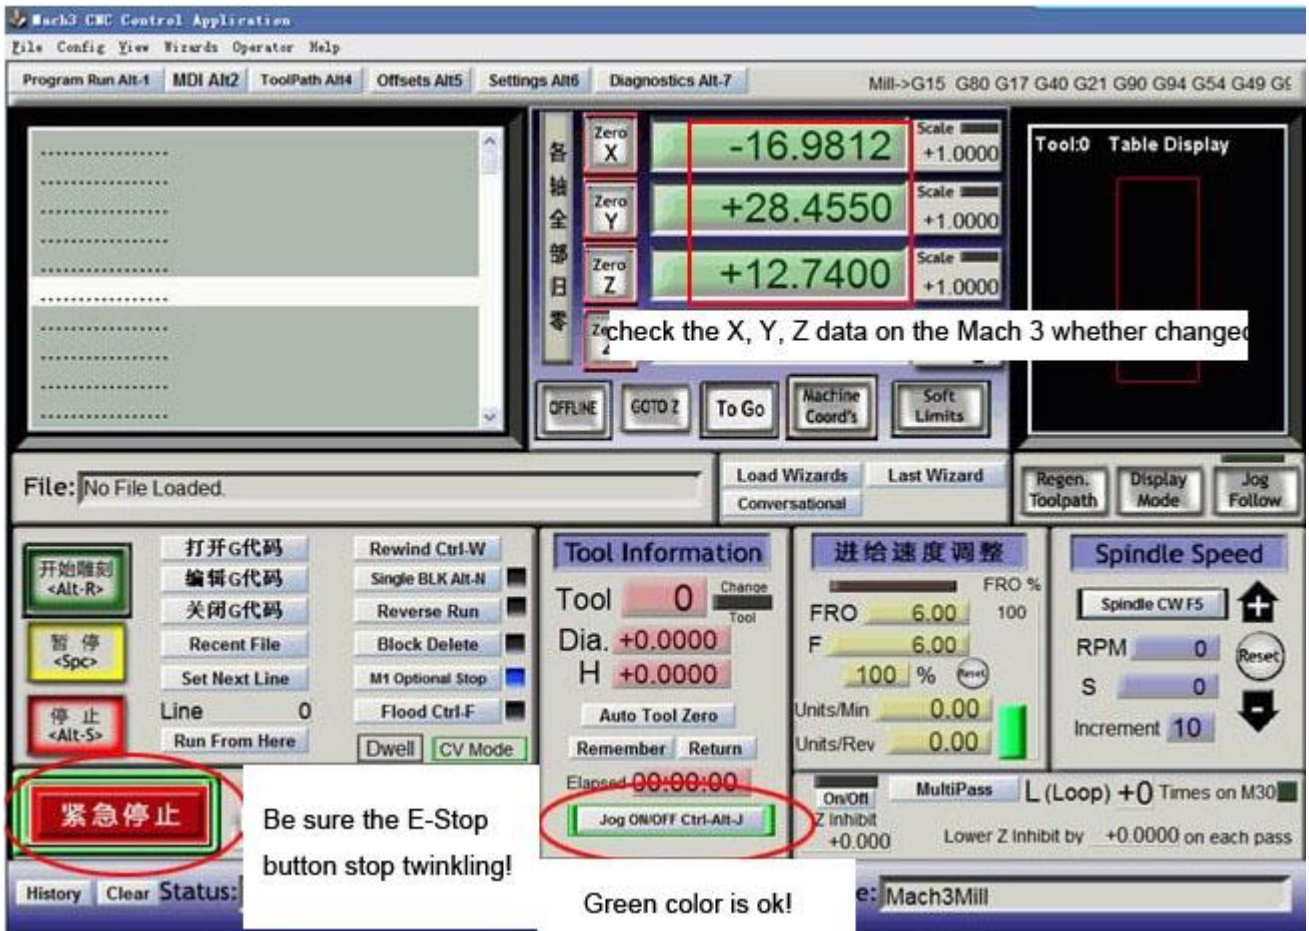 Mach3 CNC Control Application
File Config View Wizards Operator Help
Program Run Alt-1 MDI Alt2 ToolPath Alt4 Offsets Alt5 Settings Alt6 Diagnostics Alt-7 Mill->G15 G80 G17 G40 G21 G90 G94 G54 G49
各轴全部归零
Zero X -16.9812 Scale +1.0000
Zero Y +28.4550 Scale +1.0000
Zero Z +12.7400 Scale +1.0000
check the X, Y, Z data on the Mach 3 whether changed
OFFLINE GOTO Z To Go Machine Coord's Soft Limits
Tool:0 Table Display
File: No File Loaded.
Load Wizards Last Wizard
Conversational
Regen. Toolpath Display Mode Jog Follow
开始雕刻
<Alt-R>
暂 停
<Spc>
停 止
<Alt-S>
打开G代码
编辑G代码
关闭G代码
Recent File
Set Next Line
Line 0
Run From Here
Rewind Ctrl-W
Single BLK Alt-N
Reverse Run
Block Delete
M1 Optional Stop
Flood Ctrl-F
Dwell CV Mode
Tool Information
Tool 0 Change Tool
Dia. +0.0000
H +0.0000
Auto Tool Zero
Remember Return
Elapsed 00:00:00
Jog ON/OFF Ctrl-Alt-J
进给速度调整
FRO %
FRO 6.00 100
F 6.00
100 % Reset
Units/Min 0.00
Units/Rev 0.00
Spindle Speed
Spindle CW F5
RPM 0 Reset
S 0
Increment 10
紧急停止
Be sure the E-Stop
button stop twinkling!
On/Off MultiPass L (Loop) +0 Times on M30
Z Inhibit
+0.000 Lower Z Inhibit by +0.0000 on each pass
Green color is ok!
History Clear Status:
Mach3Mill